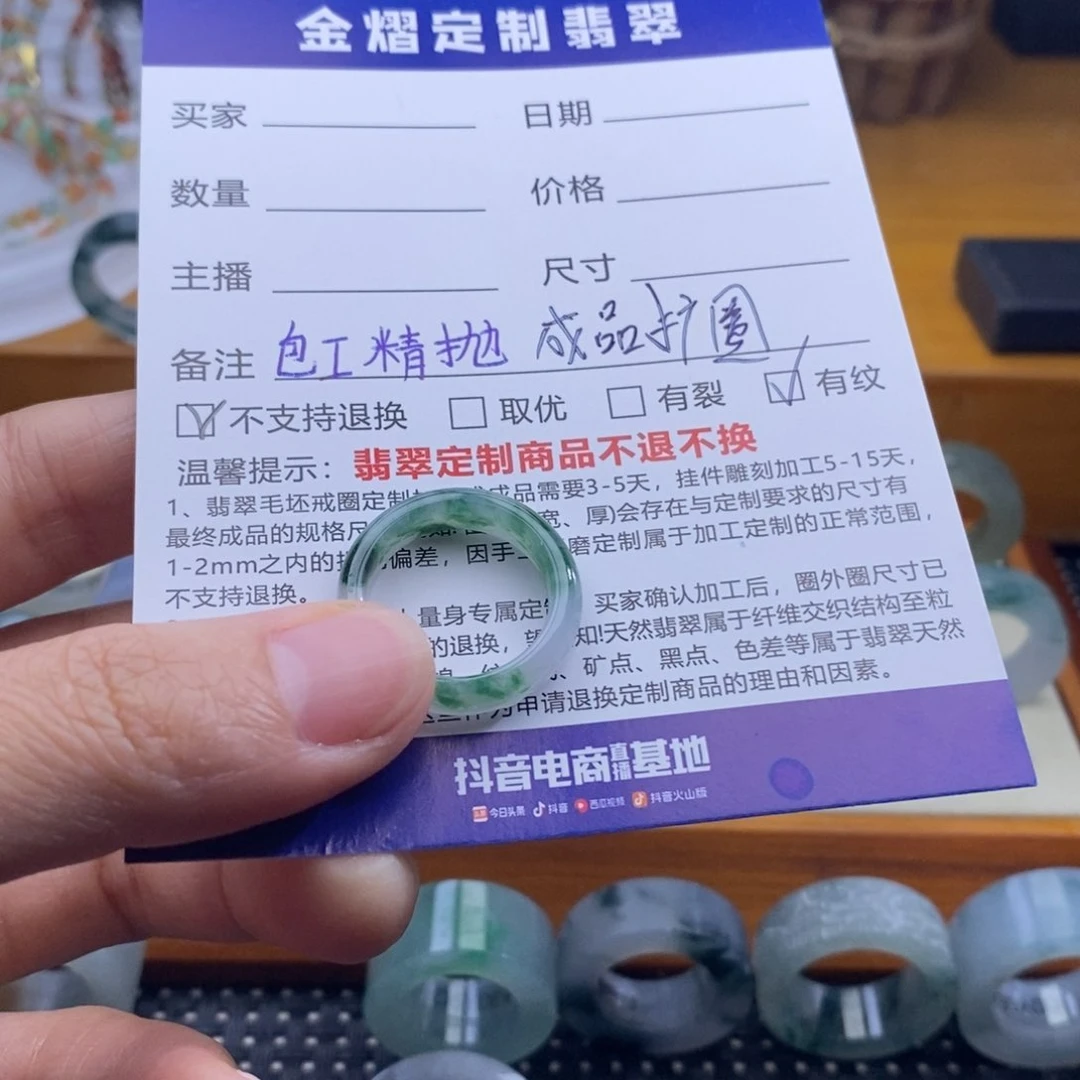 金熠定制翡翠
买家 日期
数量 价格
主播 尺寸
备注 包工精抛 成品扩圈
不支持退换 取优 有裂 有纹
温馨提示：翡翠定制商品不退不换
1、翡翠毛坯戒圈定制 成品需要3-5天，挂件雕刻加工5-15天，
最终成品的规格尺 宽、厚)会存在与定制要求的尺寸有
1-2mm之内的 偏差，因手 磨定制属于加工定制的正常范围，
不支持退换。
量身专属定制 买家确认加工后，圈外圈尺寸已
的退换，望 知!天然翡翠属于纤维交织结构至粒
矿点、黑点、色差等属于翡翠天然
申请退换定制商品的理由和因素。
抖音电商直播基地
今日头条 抖音 西瓜视频 抖音火山版